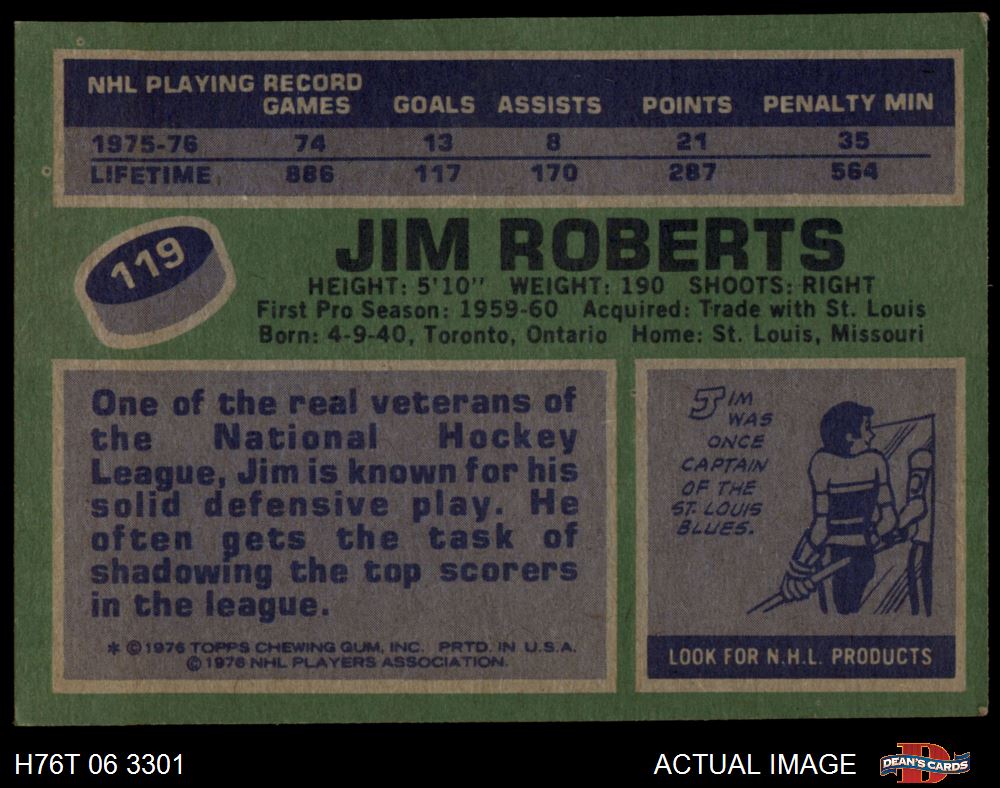 NHL PLAYING RECORD
GAMES GOALS ASSISTS POINTS PENALTY MIN
1975-76 74 13 8 21 35
LIFETIME 886 117 170 287 564
119
JIM ROBERTS
HEIGHT: 5'10" WEIGHT: 190 SHOOTS: RIGHT
First Pro Season: 1959-60 Acquired: Trade with St. Louis
Born: 4-9-40, Toronto, Ontario Home: St. Louis, Missouri
One of the real veterans of
the National Hockey
League, Jim is known for his
solid defensive play. He
often gets the task of
shadowing the top scorers
in the league.
* ©1976 TOPPS CHEWING GUM, INC. PRTD. IN U.S.A.
©1976 NHL PLAYERS ASSOCIATION.
JIM
WAS
ONCE
CAPTAIN
OF THE
ST. LOUIS
BLUES.
LOOK FOR N.H.L. PRODUCTS
H76T 06 3301
ACTUAL IMAGE
D
DEAN'S CARDS